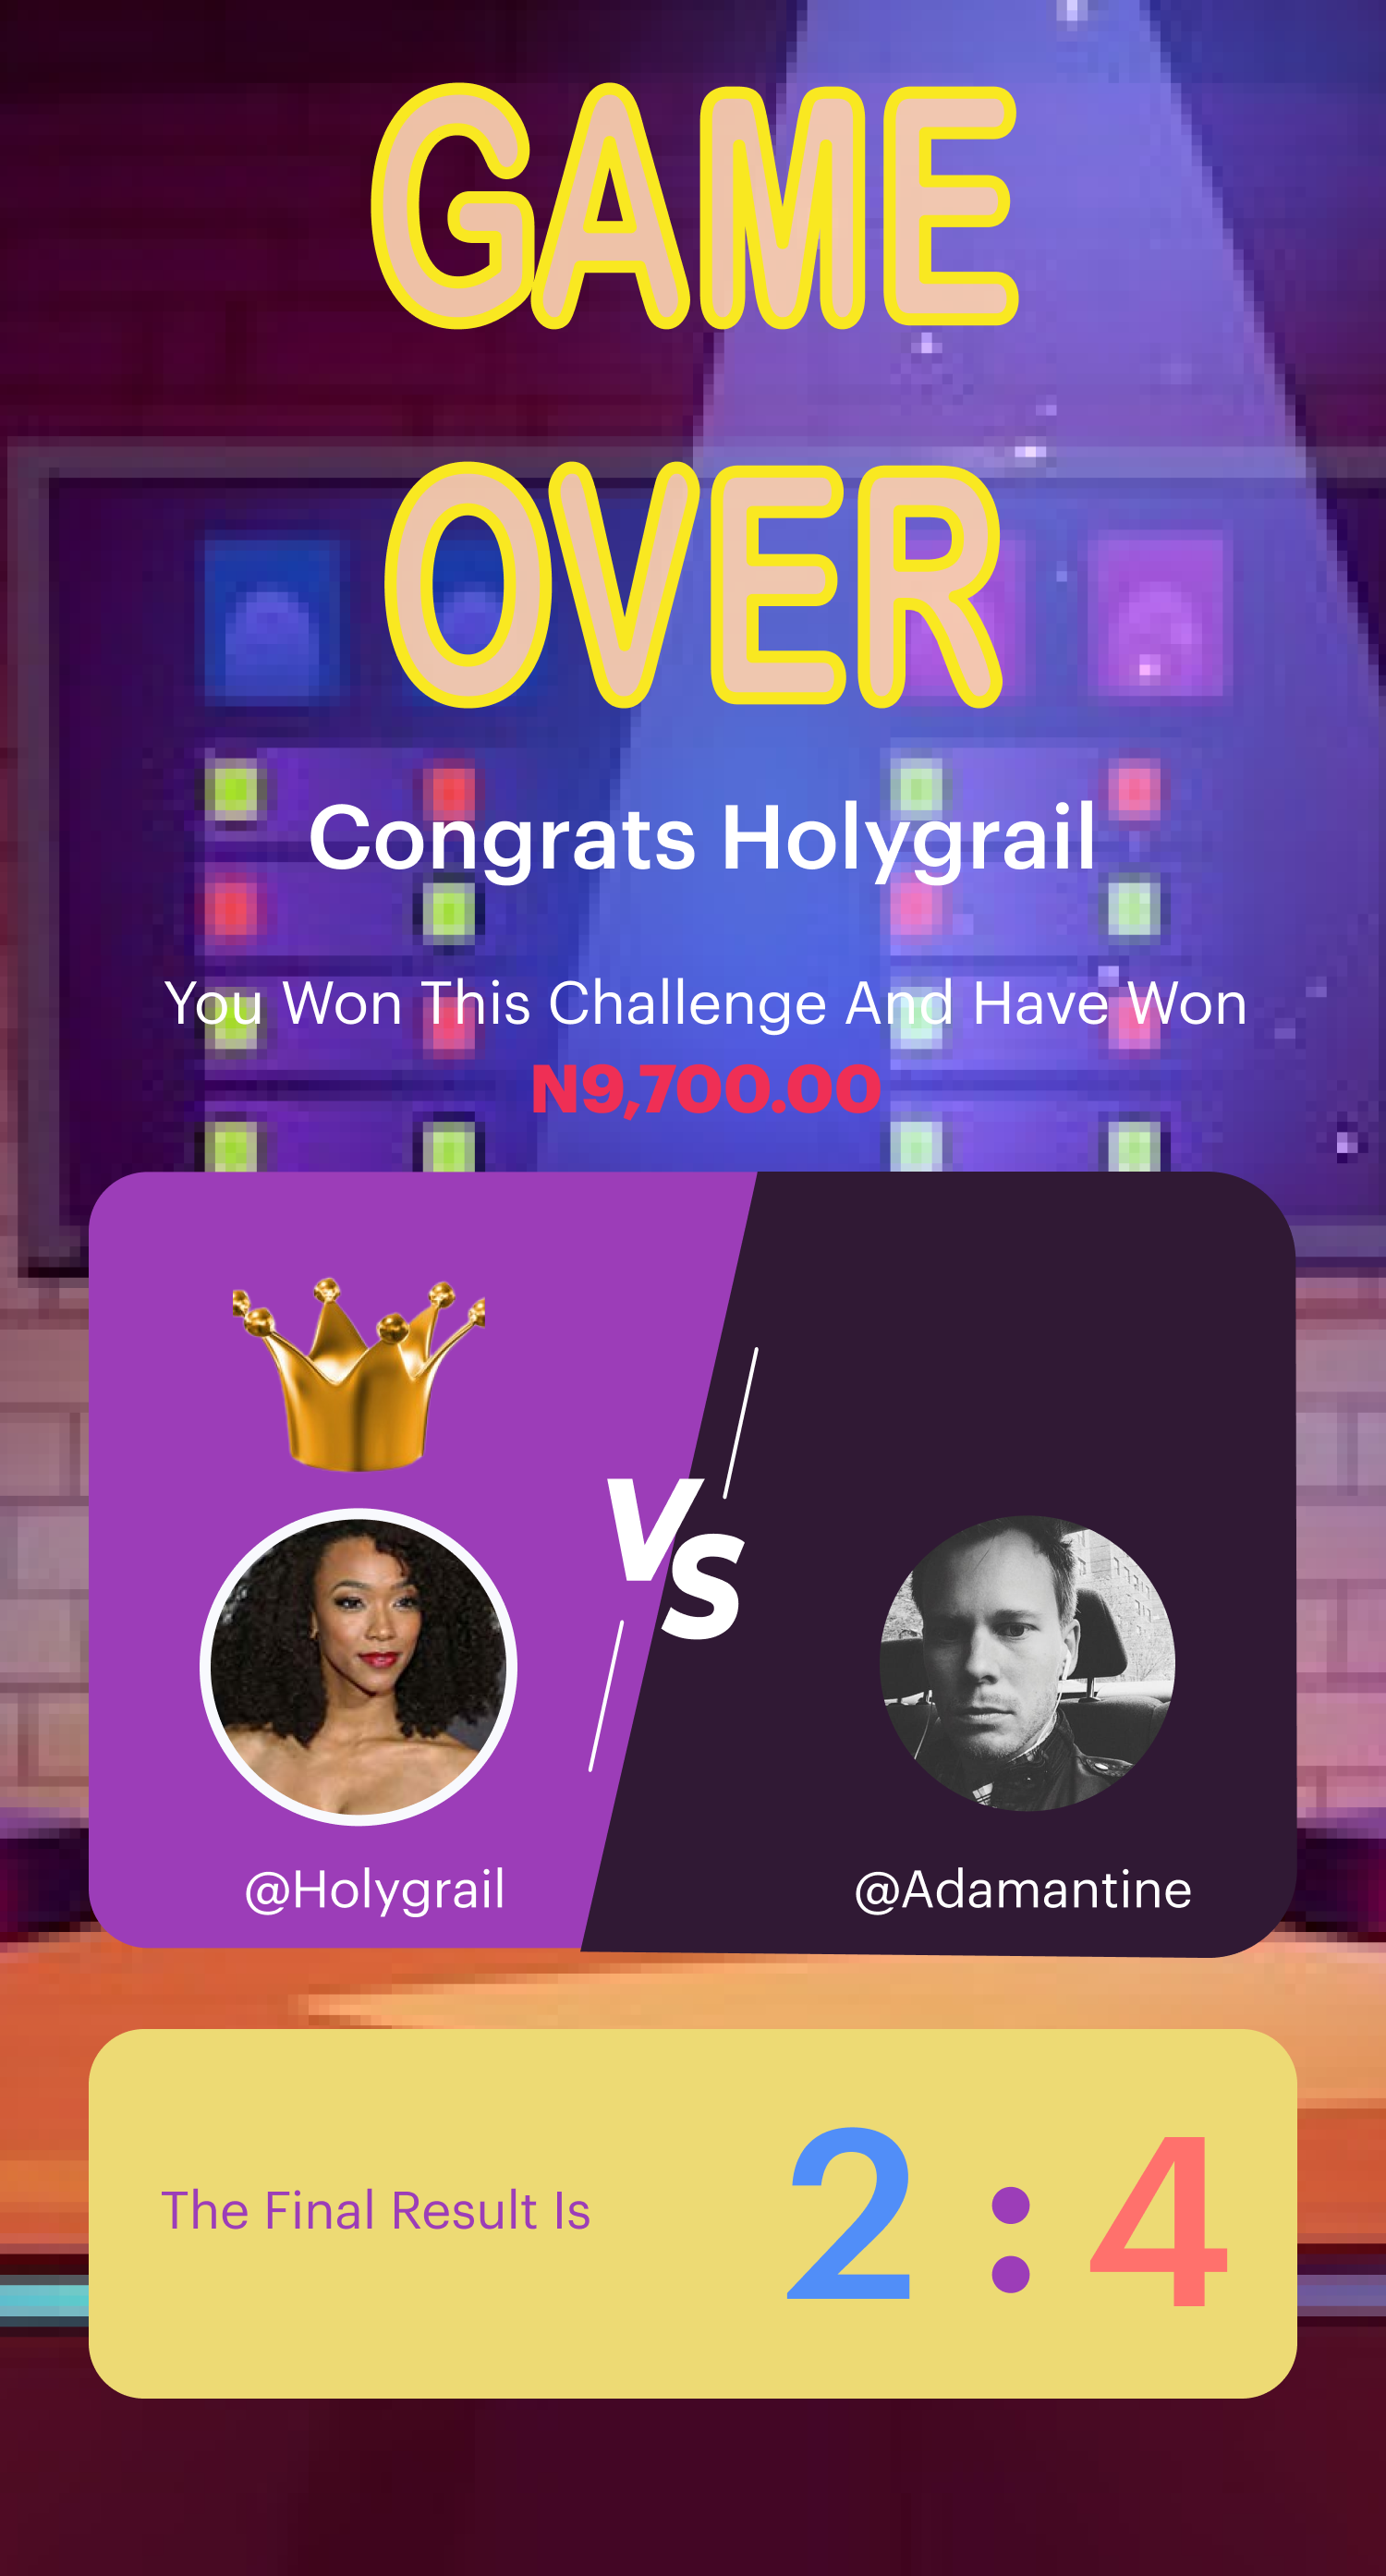 GAME
OVER
Congrats Holygrail
You Won This Challenge And Have Won
N9,700.00
VS
@Holygrail
@Adamantine
The Final Result Is
2 : 4